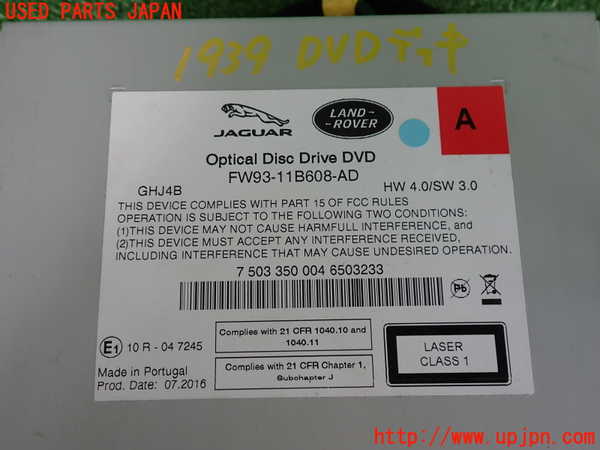 USED PARTS JAPAN
1939 DVDデッキ
JAGUAR
LAND-
-ROVER
A
Optical Disc Drive DVD
FW93-11B608-AD
GHJ4B
HW 4.0/SW 3.0
THIS DEVICE COMPLIES WITH PART 15 OF FCC RULES
OPERATION IS SUBJECT TO THE FOLLOWING TWO CONDITIONS:
(1)THIS DEVICE MAY NOT CAUSE HARMFULL INTERFERENCE, and
(2)THIS DEVICE MUST ACCEPT ANY INTERFERENCE RECEIVED,
INCLUDING INTERFERENCE THAT MAY CAUSE UNDESIRED OPERATION.
7 503 350 004 6503233
Pb
E1
10 R - 04 7245
Complies with 21 CFR 1040.10 and
1040.11
Complies with 21 CFR Chapter 1,
Subchapter J
LASER
CLASS 1
Made in Portugal
Prod. Date: 07.2016
http://www.upjpn.com/